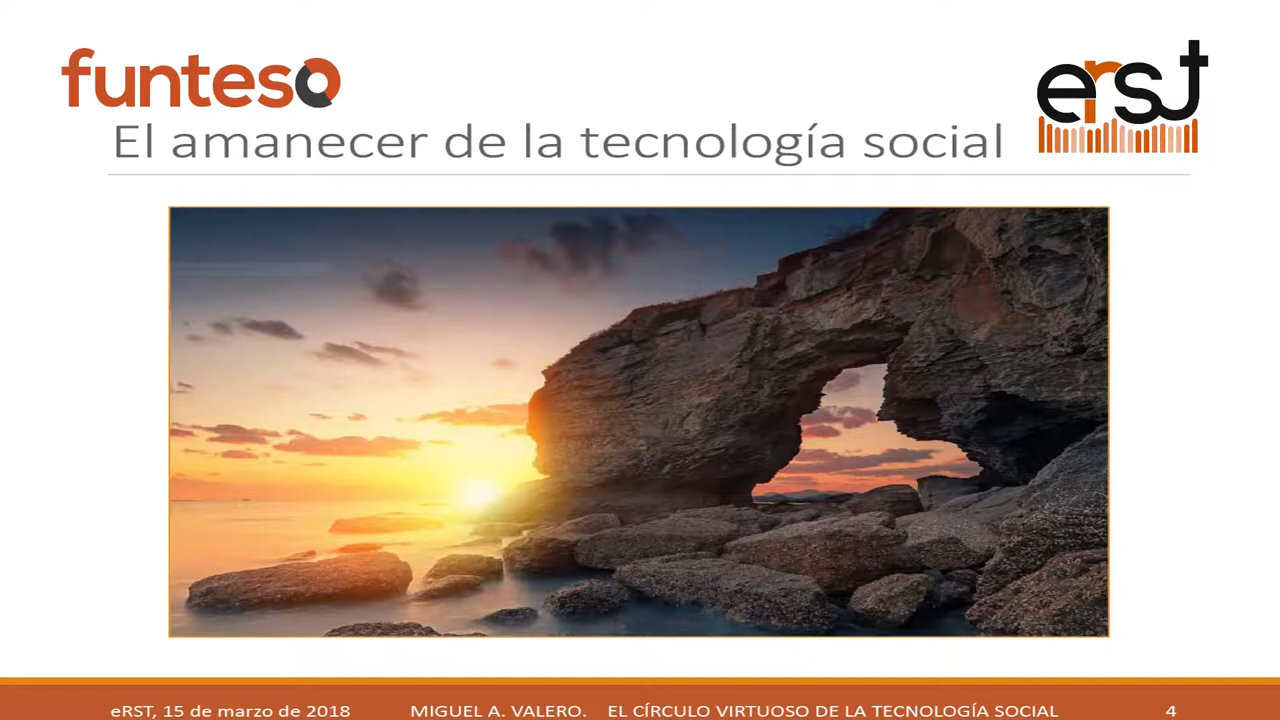 funteso
erst
El amanecer de la tecnología social
eRST, 15 de marzo de 2018 MIGUEL A. VALERO. EL CÍRCULO VIRTUOSO DE LA TECNOLOGÍA SOCIAL 4